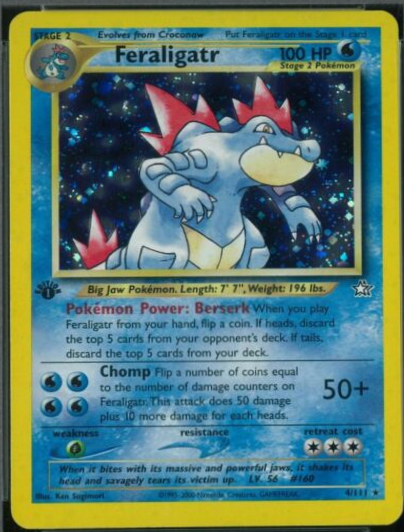 STAGE 2 Evolves from Croconaw Put Feraligatr on the Stage 1 card
Feraligatr 100 HP
Stage 2 Pokémon
Big Jaw Pokémon. Length: 7' 7", Weight: 196 lbs.
Pokémon Power: Berserk When you play
Feraligatr from your hand, flip a coin. If heads, discard
the top 5 cards from your opponent's deck. If tails,
discard the top 5 cards from your deck.
Chomp Flip a number of coins equal
to the number of damage counters on
Feraligatr. This attack does 50 damage
plus 10 more damage for each heads.
50+
weakness resistance retreat cost
When it bites with its massive and powerful jaws, it shakes its
head and savagely tears its victim up. LV. 56 #160
Illus. Ken Sugimori ©1995-2000 Nintendo, Creatures, GAMEFREAK. 4/111